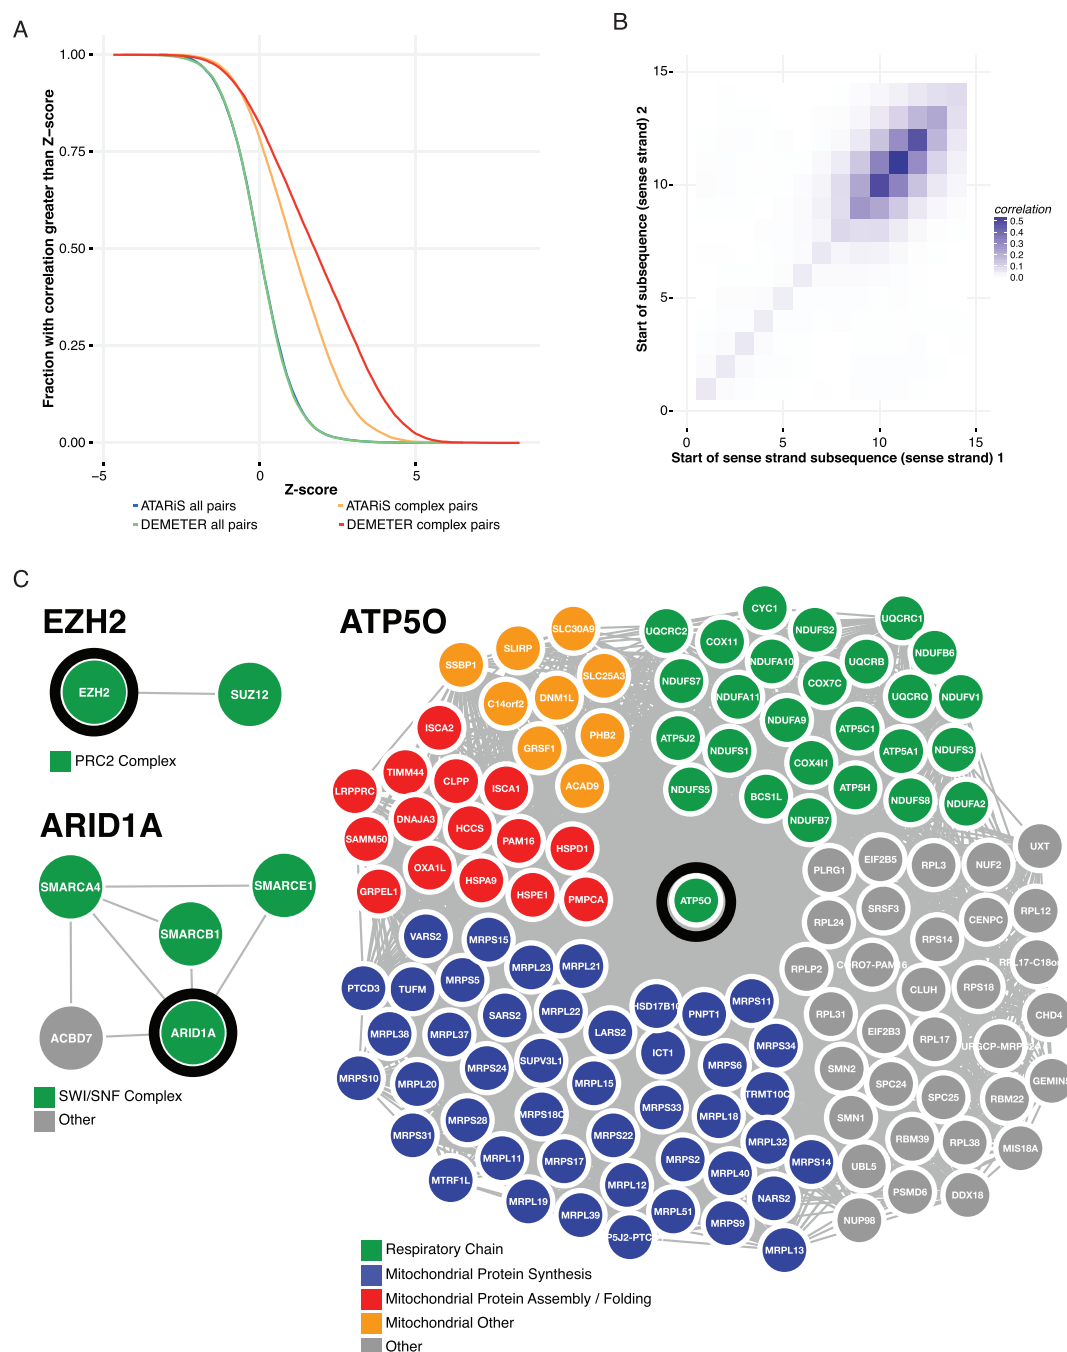 A
B
1.00
0.75
0.50
0.25
0.00
Fraction with correlation greater than Z−score
−5
0
5
Z−score
ATARiS all pairs
ATARiS complex pairs
DEMETER all pairs
DEMETER complex pairs
15
10
5
0
Start of subsequence (sense strand) 2
0
5
10
15
Start of sense strand subsequence (sense strand) 1
correlation
0.5
0.4
0.3
0.2
0.1
0.0
C
EZH2
EZH2
SUZ12
PRC2 Complex
ARID1A
SMARCA4
SMARCE1
SMARCB1
ACBD7
ARID1A
SWI/SNF Complex
Other
ATP5O
SLC30A9
SLIRP
SSBP1
SLC25A3
C14orf2
DNM1L
GRSF1
PHB2
ACAD9
CYC1
UQCRC2
COX11
NDUFS2
UQCRC1
NDUFA10
UQCRB
NDUFB6
NDUFS7
NDUFA11
COX7C
UQCRQ
NDUFV1
NDUFA9
ATP5C1
ATP5J2
NDUFS1
ATP5A1
NDUFS3
COX4I1
NDUFS5
BCS1L
ATP5H
NDUFS8
NDUFA2
NDUFB7
ISCA2
TIMM44
CLPP
ISCA1
LRPPRC
DNAJA3
HCCS
SAMM50
PAM16
HSPD1
OXA1L
HSPA9
GRPEL1
HSPE1
PMPCA
ATP5O
UXT
PLRG1
EIF2B5
RPL3
NUF2
RPL24
SRSF3
CENPC
RPL12
RPS14
RPLP2
CORO7-PAM16
RPL17-C18o
CLUH
RPS18
RPL31
EIF2B3
RPL17
CHD4
URGCP-MRPS24
SMN2
SPC24
GEMIN5
SPC25
RBM22
SMN1
RBM39
RPL38
MIS18A
UBL5
PSMD6
DDX18
NUP98
VARS2
MRPS15
MRPL23
MRPL21
PTCD3
TUFM
MRPS5
SARS2
MRPL22
HSD17B10
PNPT1
MRPS11
MRPL38
MRPL37
LARS2
ICT1
MRPS34
SUPV3L1
MRPS24
MRPS6
MRPS10
MRPL20
MRPL15
TRMT10C
MRPS28
MRPS18C
MRPS33
MRPL18
MRPS31
MRPS22
MRPL32
MRPL11
MRPS17
MRPS2
MRPS14
MTRF1L
MRPL12
MRPL40
MRPL19
NARS2
MRPL39
MRPL51
MRPS9
P5J2-PTC
MRPL13
Respiratory Chain
Mitochondrial Protein Synthesis
Mitochondrial Protein Assembly / Folding
Mitochondrial Other
Other